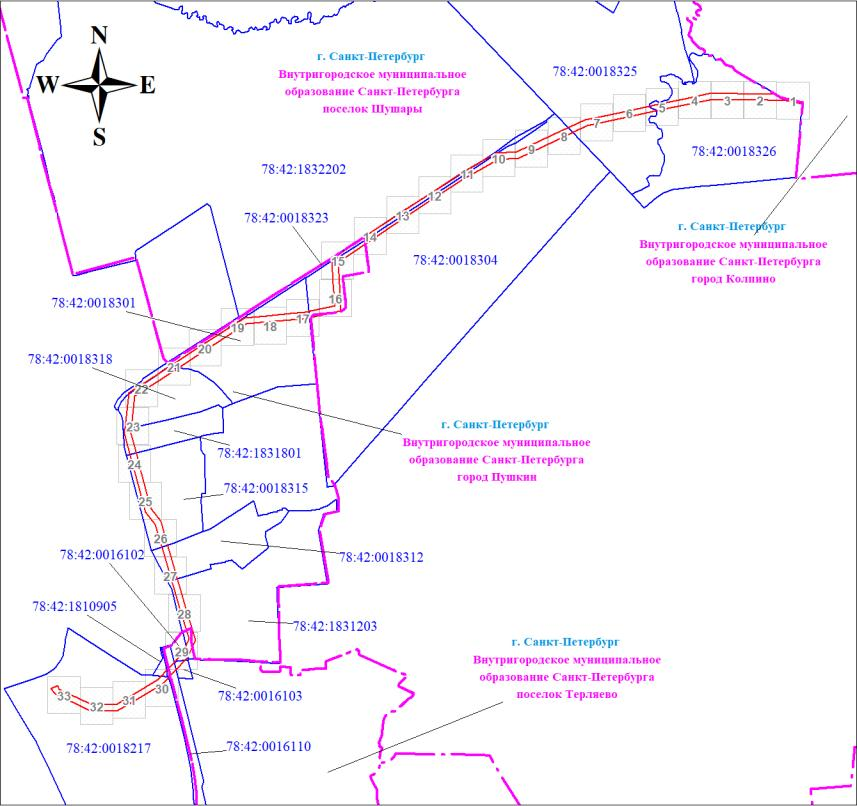 N
W
E
S
г. Санкт-Петербург
Внутригородское муниципальное
образование Санкт-Петербурга
поселок Шушары
78:42:0018325
1
2
3
4
5
6
7
8
9
10
11
12
13
14
15
16
17
18
19
20
21
22
23
24
25
26
27
28
29
30
31
32
33
78:42:0018326
78:42:1832202
78:42:0018323
78:42:0018304
г. Санкт-Петербург
Внутригородское муниципальное
образование Санкт-Петербурга
город Колпино
78:42:0018301
78:42:0018318
г. Санкт-Петербург
Внутригородское муниципальное
образование Санкт-Петербурга
город Пушкин
78:42:1831801
78:42:0018315
78:42:0016102
78:42:0018312
78:42:1810905
78:42:1831203
г. Санкт-Петербург
Внутригородское муниципальное
образование Санкт-Петербурга
поселок Терляево
78:42:0016103
78:42:0018217
78:42:0016110